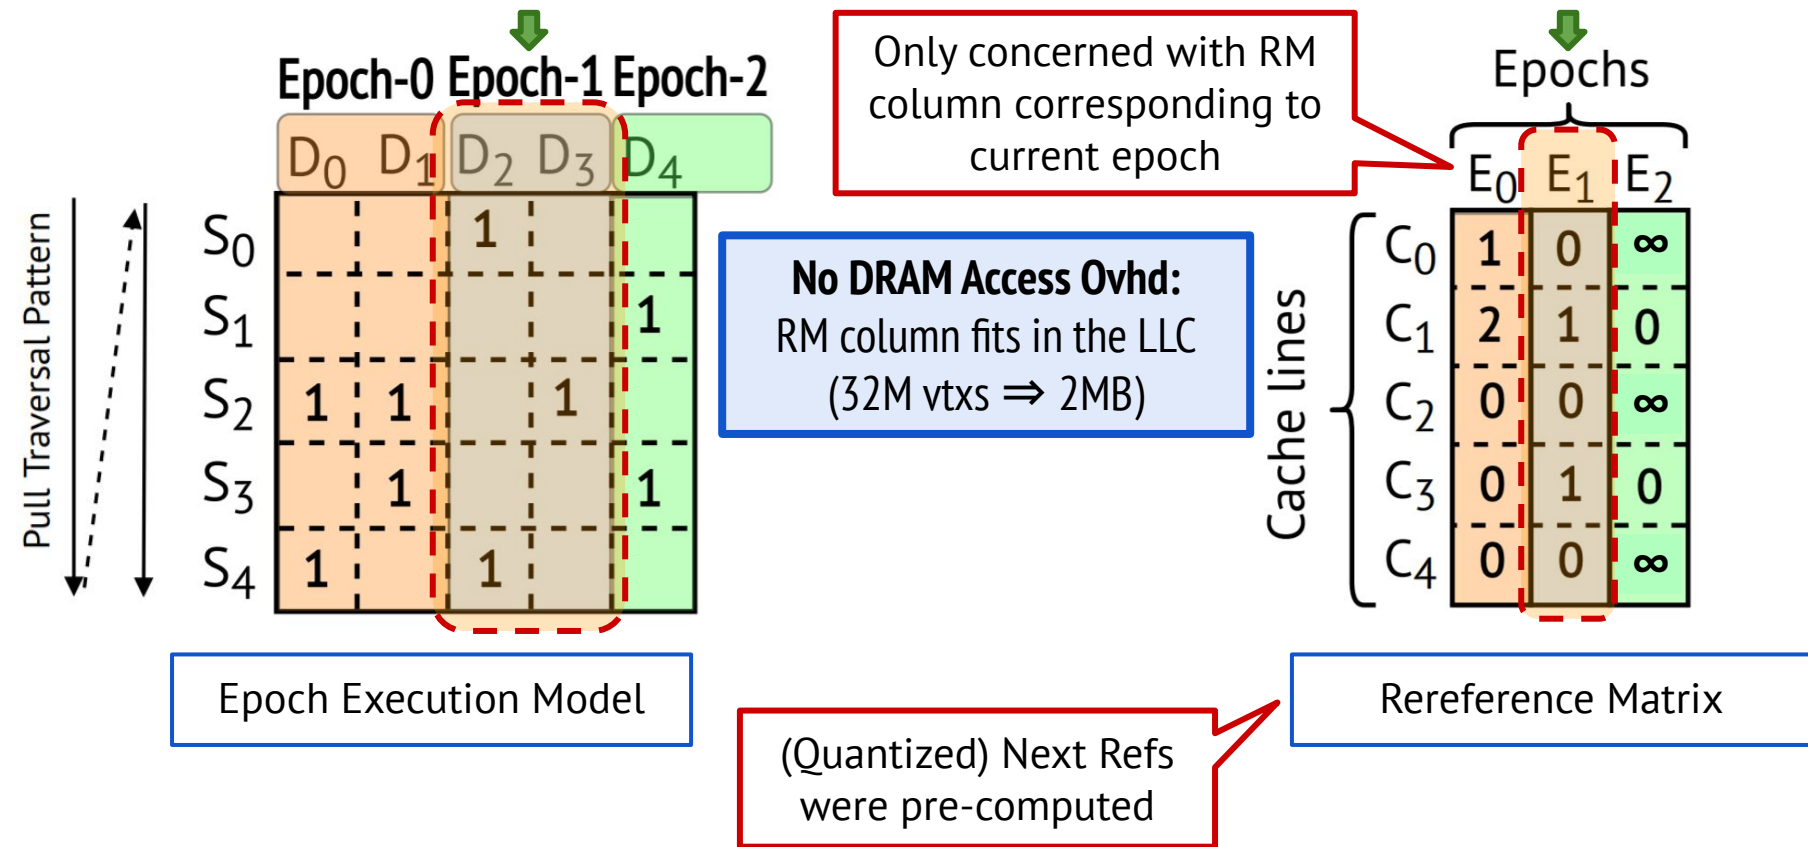 Epoch-0 Epoch-1 Epoch-2
D0 D1 D2 D3 D4
Pull Traversal Pattern
S0 1
S1 1
S2 1 1 1
S3 1 1
S4 1 1
Epoch Execution Model
Only concerned with RM
column corresponding to
current epoch
No DRAM Access Ovhd:
RM column fits in the LLC
(32M vtxs ⇒ 2MB)
(Quantized) Next Refs
were pre-computed
Epochs
E0 E1 E2
Cache lines
C0 1 0 ∞
C1 2 1 0
C2 0 0 ∞
C3 0 1 0
C4 0 0 ∞
Rereference Matrix